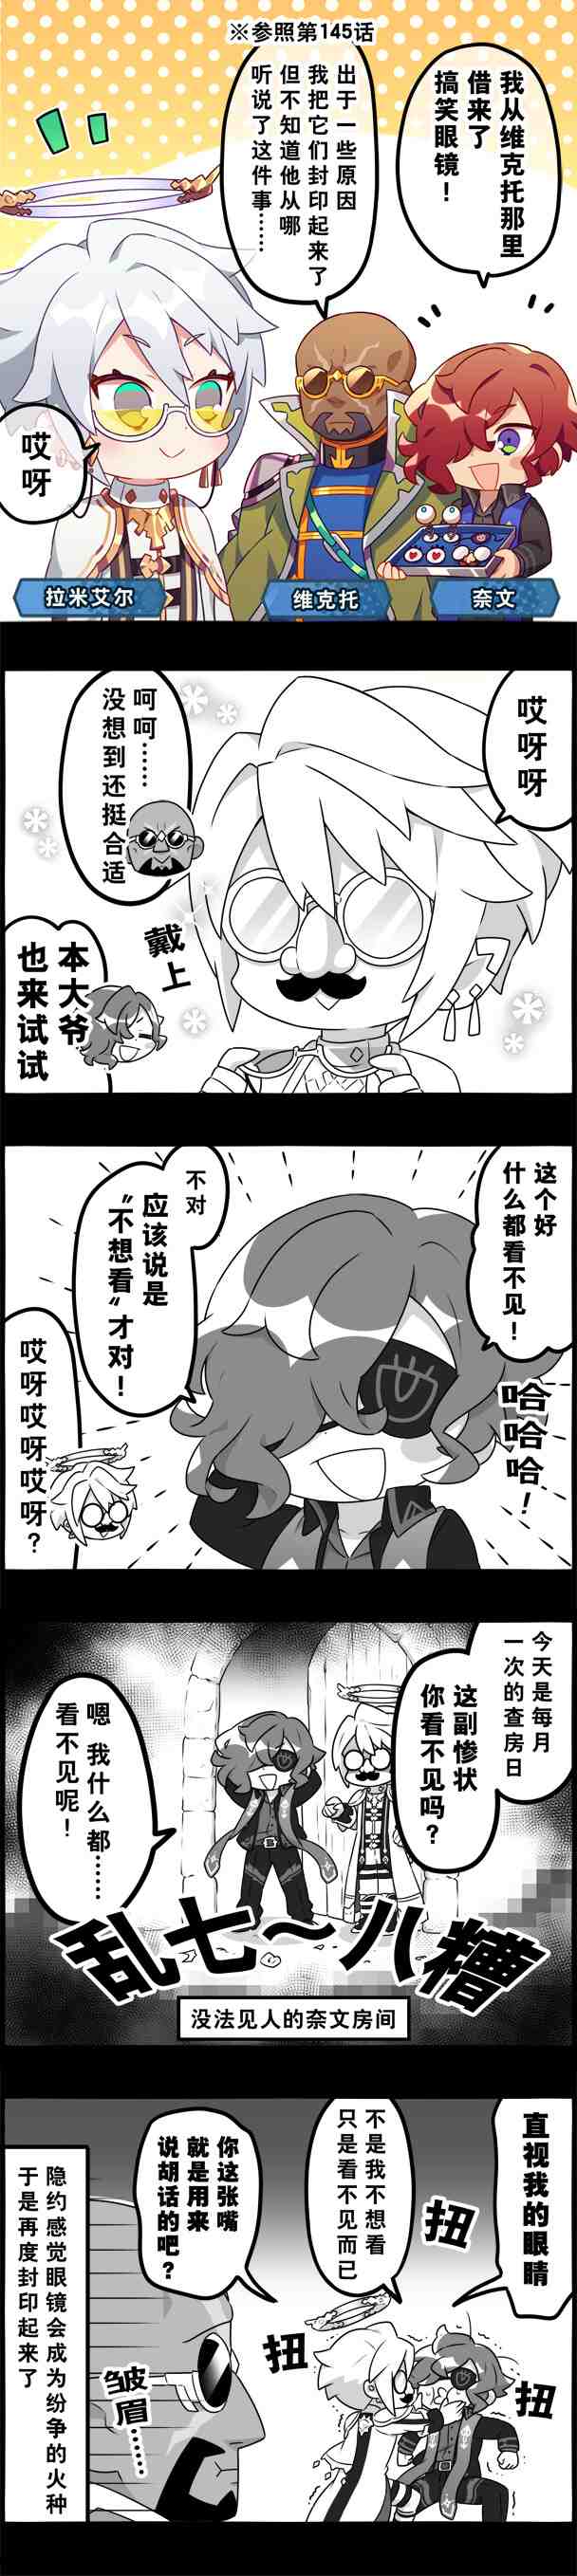 ※参照第145话
我从维克托那里
借来了
搞笑眼镜！
出于一些原因
我把它们封印起来了
但不知道他从哪
听说了这件事……
哎呀
拉米艾尔
维克托
奈文
哎呀呀
呵呵……
没想到还挺合适
戴上
本大爷
也来试试
这个好
什么都看不见！
哈哈哈！
不对
应该说是
“不想看”才对！
哎呀哎呀哎呀？
今天是每月
一次的查房日
这副惨状
你看不见吗？
嗯 我什么都……
看不见呢！
乱七～八糟
没法见人的奈文房间
直视我的眼睛
不是我不想看
只是看不见而已
你这张嘴
就是用来
说胡话的吧？
扭
扭
扭
皱眉……
隐约感觉眼镜会成为纷争的火种
于是再度封印起来了